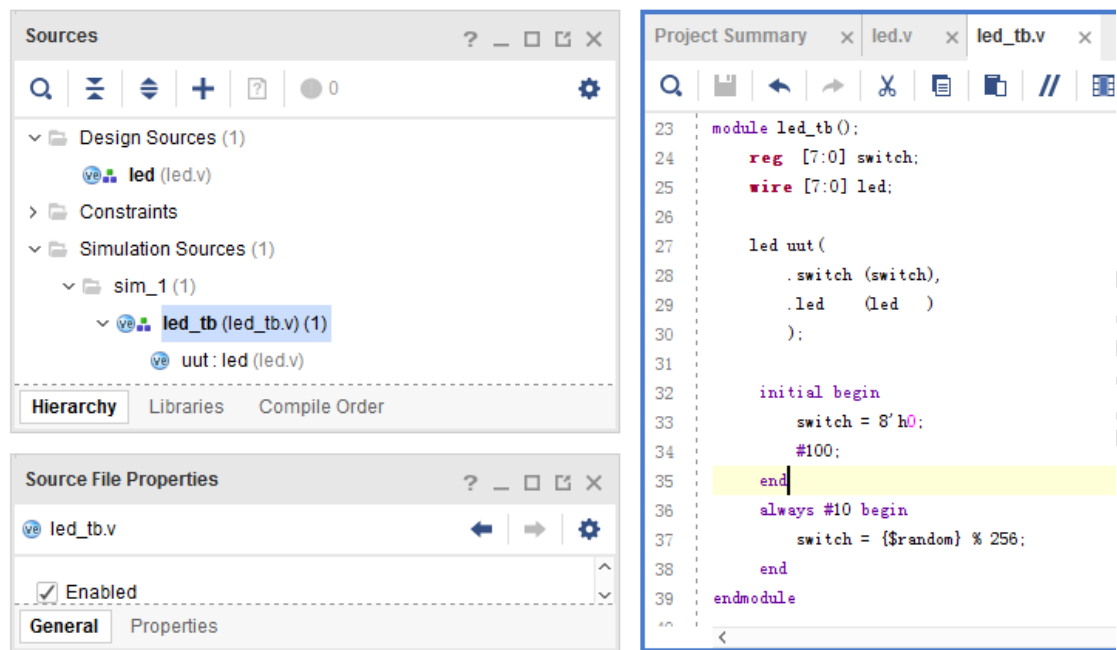 Sources
? 0
Design Sources (1)
led (led.v)
Constraints
Simulation Sources (1)
sim_1 (1)
led_tb (led_tb.v) (1)
uut : led (led.v)
Hierarchy Libraries Compile Order
Source File Properties
led_tb.v
Enabled
General Properties
Project Summary led.v led_tb.v
23 module led_tb();
24 reg [7:0] switch;
25 wire [7:0] led;
26
27 led uut(
28 .switch (switch),
29 .led (led )
30 );
31
32 initial begin
33 switch = 8'h0;
34 #100;
35 end
36 always #10 begin
37 switch = {$random} % 256;
38 end
39 endmodule